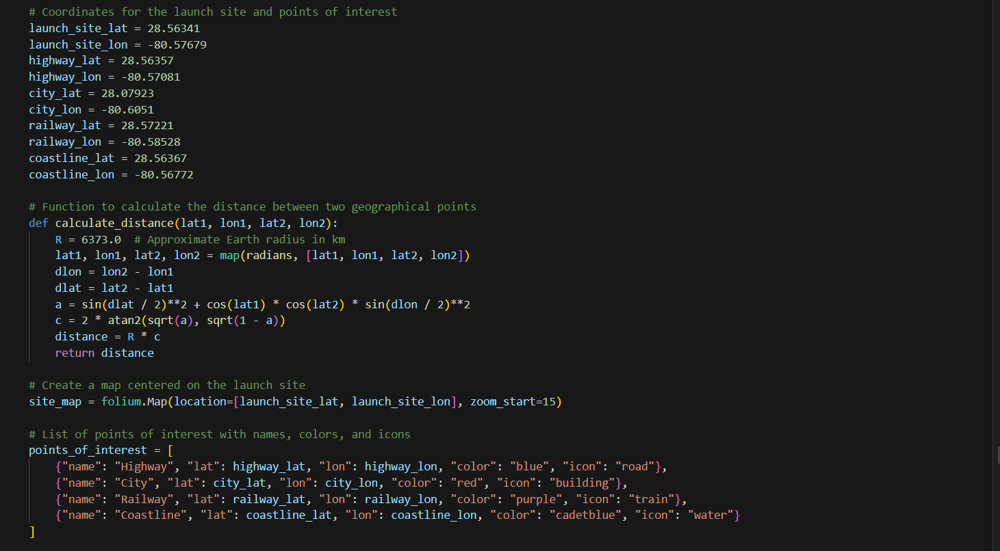 # Coordinates for the launch site and points of interest
launch_site_lat = 28.56341
launch_site_lon = -80.57679
highway_lat = 28.56357
highway_lon = -80.57081
city_lat = 28.07923
city_lon = -80.6051
railway_lat = 28.57221
railway_lon = -80.58528
coastline_lat = 28.56367
coastline_lon = -80.56772

# Function to calculate the distance between two geographical points
def calculate_distance(lat1, lon1, lat2, lon2):
    R = 6373.0  # Approximate Earth radius in km
    lat1, lon1, lat2, lon2 = map(radians, [lat1, lon1, lat2, lon2])
    dlon = lon2 - lon1
    dlat = lat2 - lat1
    a = sin(dlat / 2)**2 + cos(lat1) * cos(lat2) * sin(dlon / 2)**2
    c = 2 * atan2(sqrt(a), sqrt(1 - a))
    distance = R * c
    return distance

# Create a map centered on the launch site
site_map = folium.Map(location=[launch_site_lat, launch_site_lon], zoom_start=15)

# List of points of interest with names, colors, and icons
points_of_interest = [
    {"name": "Highway", "lat": highway_lat, "lon": highway_lon, "color": "blue", "icon": "road"},
    {"name": "City", "lat": city_lat, "lon": city_lon, "color": "red", "icon": "building"},
    {"name": "Railway", "lat": railway_lat, "lon": railway_lon, "color": "purple", "icon": "train"},
    {"name": "Coastline", "lat": coastline_lat, "lon": coastline_lon, "color": "cadetblue", "icon": "water"}
]